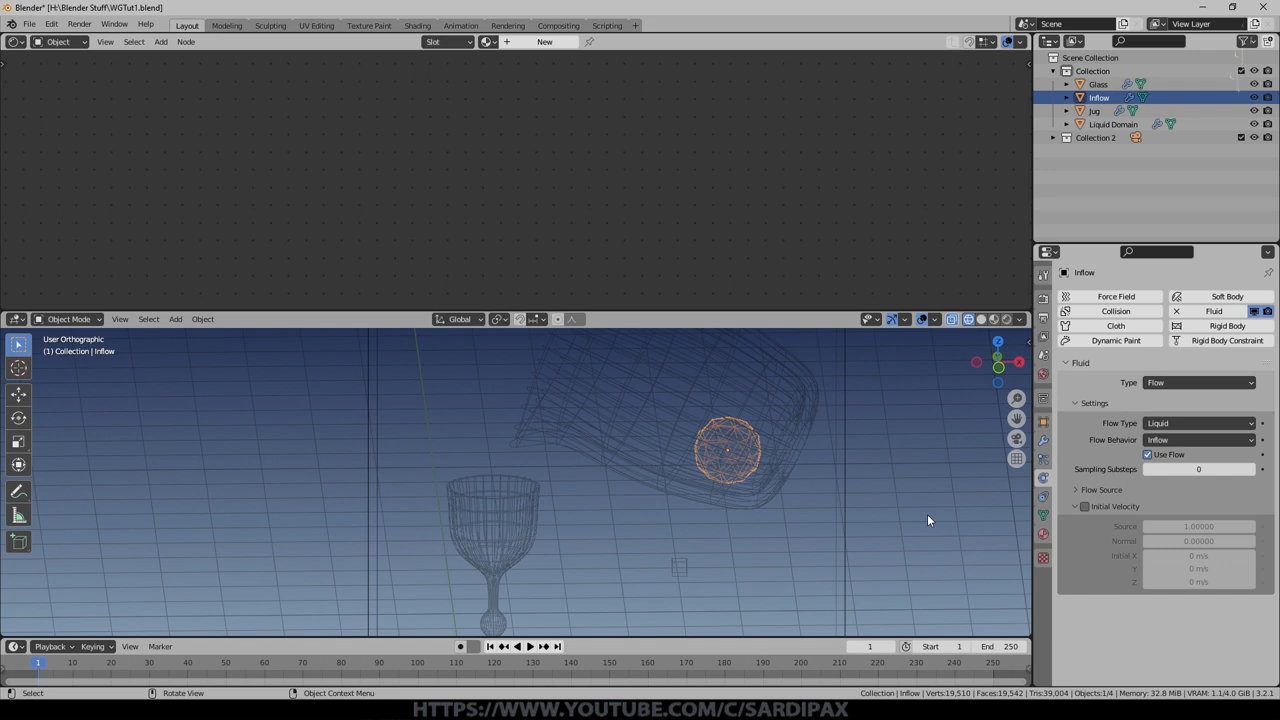 Blender* [H:\Blender Stuff\WGTut1.blend]
File Edit Render Window Help Layout Modeling Sculpting UV Editing Texture Paint Shading Animation Rendering Compositing Scripting + Scene View Layer
Object View Select Add Node Slot New
Scene Collection
Collection
Glass
Inflow
Jug
Liquid Domain
Collection 2
Inflow
Force Field Soft Body
Collision Fluid
Cloth Rigid Body
Dynamic Paint Rigid Body Constraint
Fluid
Type Flow
Settings
Flow Type Liquid
Flow Behavior Inflow
Use Flow
Sampling Substeps 0
Flow Source
Initial Velocity
Source 1.00000
Normal 0.00000
Initial X 0 m/s
Y 0 m/s
Z 0 m/s
Object Mode View Select Add Object Global
User Orthographic
(1) Collection | Inflow
Z
X
Playback Keying View Marker 1 Start 1 End 250
1 10 20 30 40 50 60 70 80 90 100 110 120 130 140 150 160 170 180 190 200 210 220 230 240 250
Select Rotate View Object Context Menu Collection | Inflow | Verts:19,510 | Faces:19,542 | Tris:39,004 | Objects:1/4 | Memory: 32.8 MiB | VRAM: 1.1/4.0 GiB | 3.2.1
HTTPS://WWW.YOUTUBE.COM/C/SARDIPAX